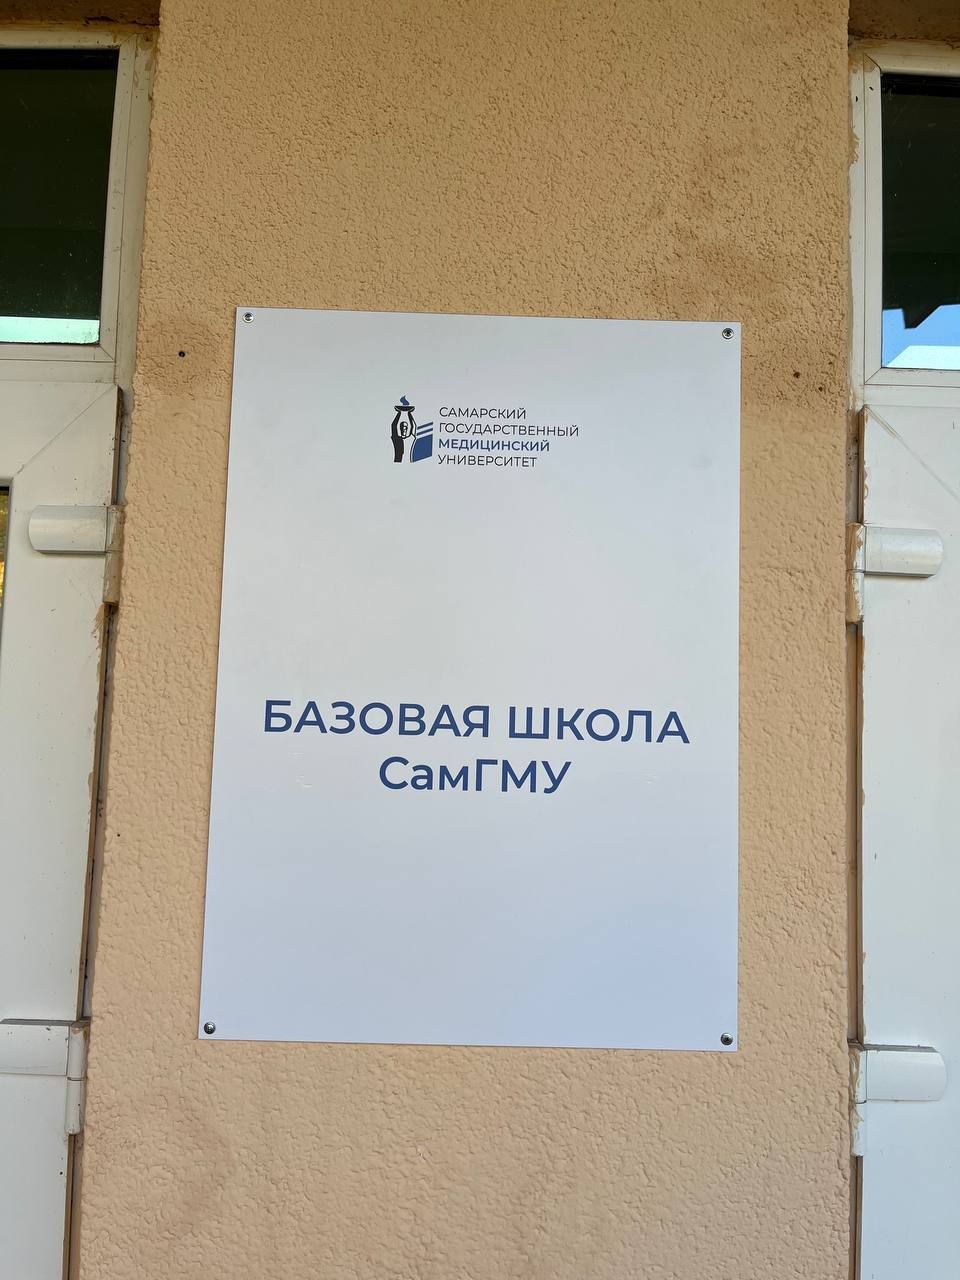 САМАРСКИЙ
ГОСУДАРСТВЕННЫЙ
МЕДИЦИНСКИЙ
УНИВЕРСИТЕТ
БАЗОВАЯ ШКОЛА
СамГМУ